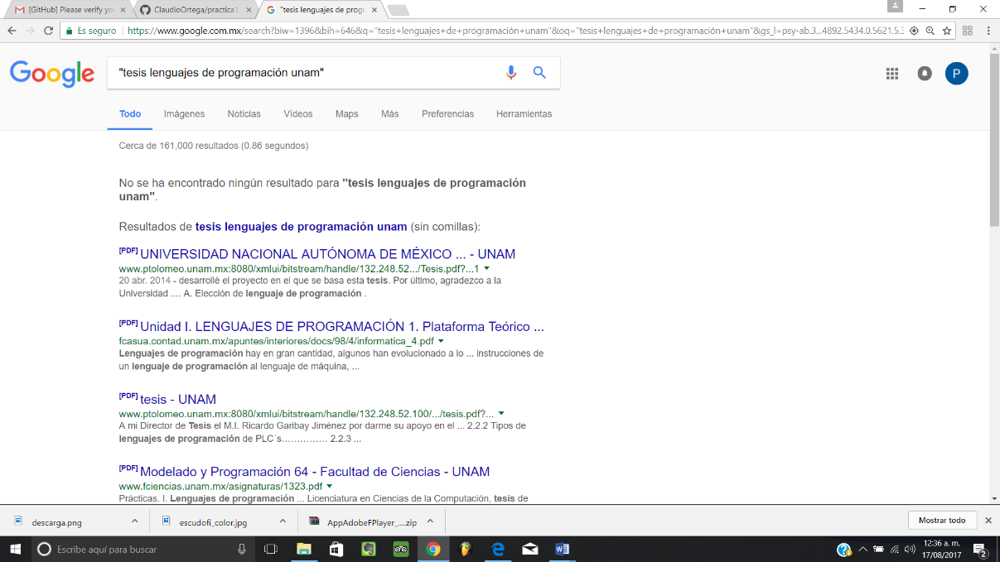 [GitHub] Please verify yo
ClaudioOrtega/practica1
"tesis lenguajes de progr
Es seguro
https://www.google.com.mx/search?biw=1396&bih=646&q="tesis+lenguajes+de+programación+unam"&oq="tesis+lenguajes+de+programación+unam"&gs_l=psy-ab.3...4892.5434.0.5621.5.3
Google
"tesis lenguajes de programación unam"
P
Todo
Imágenes
Noticias
Vídeos
Maps
Más
Preferencias
Herramientas
Cerca de 161,000 resultados (0.86 segundos)
No se ha encontrado ningún resultado para "tesis lenguajes de programación
unam".
Resultados de tesis lenguajes de programación unam (sin comillas):
[PDF] UNIVERSIDAD NACIONAL AUTÓNOMA DE MÉXICO ... - UNAM
www.ptolomeo.unam.mx:8080/xmlui/bitstream/handle/132.248.52.../Tesis.pdf?...1
20 abr. 2014 - desarrollé el proyecto en el que se basa esta tesis. Por último, agradezco a la
Universidad .... A. Elección de lenguaje de programación .
[PDF] Unidad I. LENGUAJES DE PROGRAMACIÓN 1. Plataforma Teórico ...
fcasua.contad.unam.mx/apuntes/interiores/docs/98/4/informatica_4.pdf
Lenguajes de programación hay en gran cantidad, algunos han evolucionado a lo ... instrucciones de
un lenguaje de programación al lenguaje de máquina, ...
[PDF] tesis - UNAM
www.ptolomeo.unam.mx:8080/xmlui/bitstream/handle/132.248.52.100/.../tesis.pdf?...
A mi Director de Tesis el M.I. Ricardo Garibay Jiménez por darme su apoyo en el ... 2.2.2 Tipos de
lenguajes de programación de PLC´s…………… 2.2.3 ...
[PDF] Modelado y Programación 64 - Facultad de Ciencias - UNAM
www.fciencias.unam.mx/asignaturas/1323.pdf
Prácticas. I. Lenguajes de programación ... Licenciatura en Ciencias de la Computación, tesis de
descarga.png
escudofi_color.jpg
AppAdobeFPlayer_....zip
Mostrar todo
Escribe aquí para buscar
12:36 a. m.
17/08/2017
2